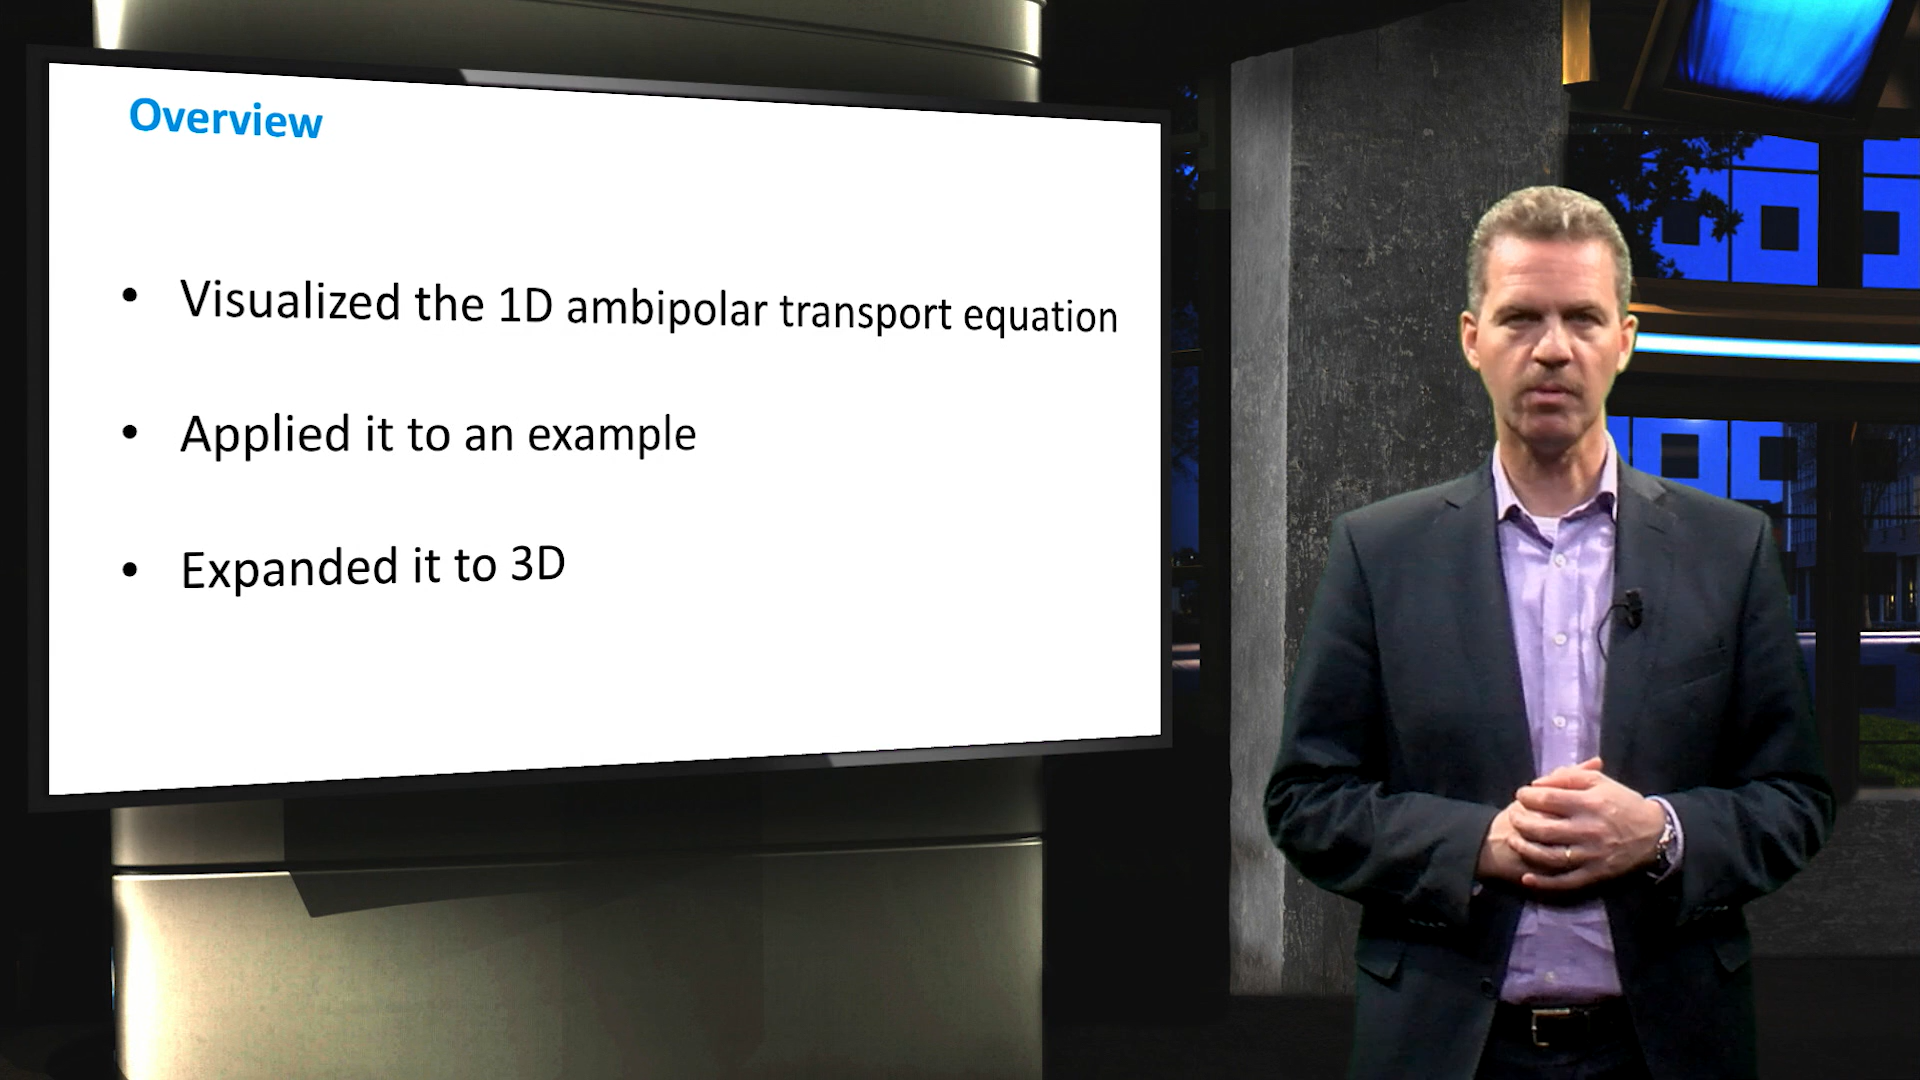 Overview
• Visualized the 1D ambipolar transport equation
• Applied it to an example
• Expanded it to 3D